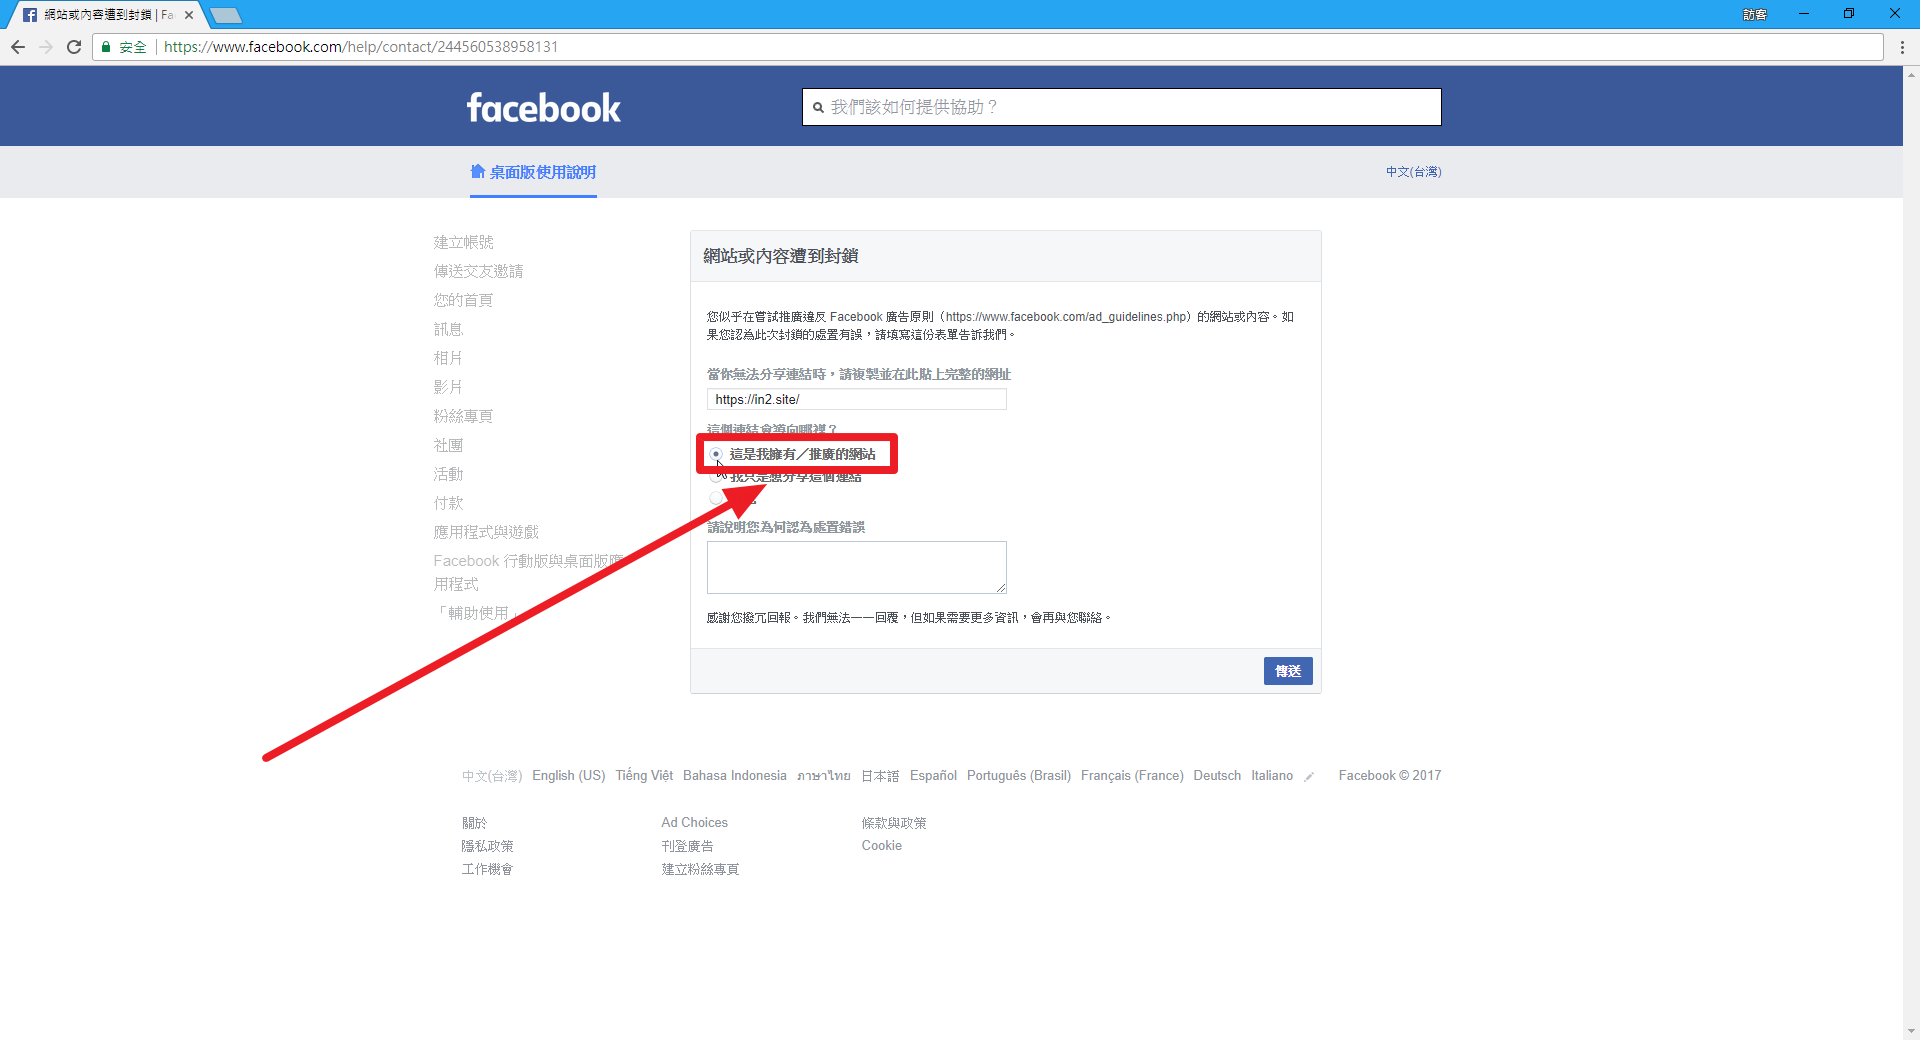 網站或內容遭到封鎖 | Fa
訪客
安全
https://www.facebook.com/help/contact/244560538958131
facebook
我們該如何提供協助？
桌面版使用說明
中文(台灣)
建立帳號
傳送交友邀請
您的首頁
訊息
相片
影片
粉絲專頁
社團
活動
付款
應用程式與遊戲
Facebook 行動版與桌面版應
用程式
「輔助使用」
網站或內容遭到封鎖
您似乎在嘗試推廣違反 Facebook 廣告原則（https://www.facebook.com/ad_guidelines.php）的網站或內容。如
果您認為此次封鎖的處置有誤，請填寫這份表單告訴我們。
當你無法分享連結時，請複製並在此貼上完整的網址
https://in2.site/
這個連結會導向哪裡？
這是我擁有／推廣的網站
我只是想分享這個連結
請說明您為何認為處置錯誤
感謝您撥冗回報。我們無法一一回覆，但如果需要更多資訊，會再與您聯絡。
傳送
中文(台灣) English (US) Tiếng Việt Bahasa Indonesia ภาษาไทย 日本語 Español Português (Brasil) Français (France) Deutsch Italiano Facebook © 2017
關於 Ad Choices 條款與政策
隱私政策 刊登廣告 Cookie
工作機會 建立粉絲專頁